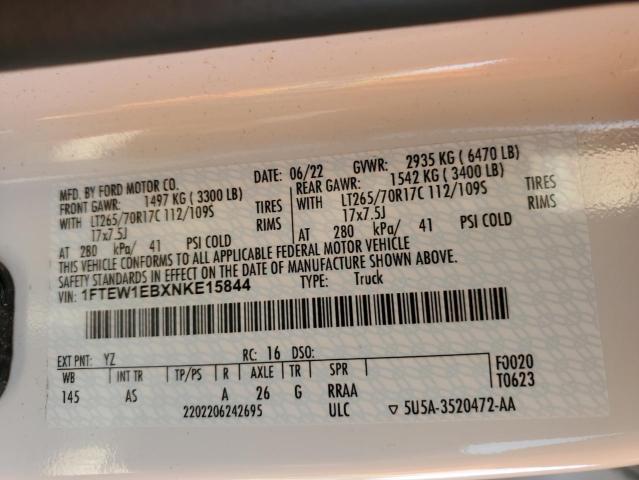 MFD. BY FORD MOTOR CO.
DATE: 06/22 GVWR: 2935 KG ( 6470 LB)
FRONT GAWR: 1497 KG ( 3300 LB) REAR GAWR: 1542 KG ( 3400 LB)
WITH LT265/70R17C 112/109S TIRES WITH LT265/70R17C 112/109S TIRES
17x7.5J RIMS 17x7.5J RIMS
AT 280 kPa/ 41 PSI COLD AT 280 kPa/ 41 PSI COLD
THIS VEHICLE CONFORMS TO ALL APPLICABLE FEDERAL MOTOR VEHICLE
SAFETY STANDARDS IN EFFECT ON THE DATE OF MANUFACTURE SHOWN ABOVE.
VIN: 1FTEW1EBXNKE15844 TYPE: Truck
EXT PNT: YZ RC: 16 DSO: F0020
WB INT TR TP/PS R AXLE TR SPR T0623
145 AS A 26 G RRAA
2202206242695 ULC ▽ 5U5A-3520472-AA